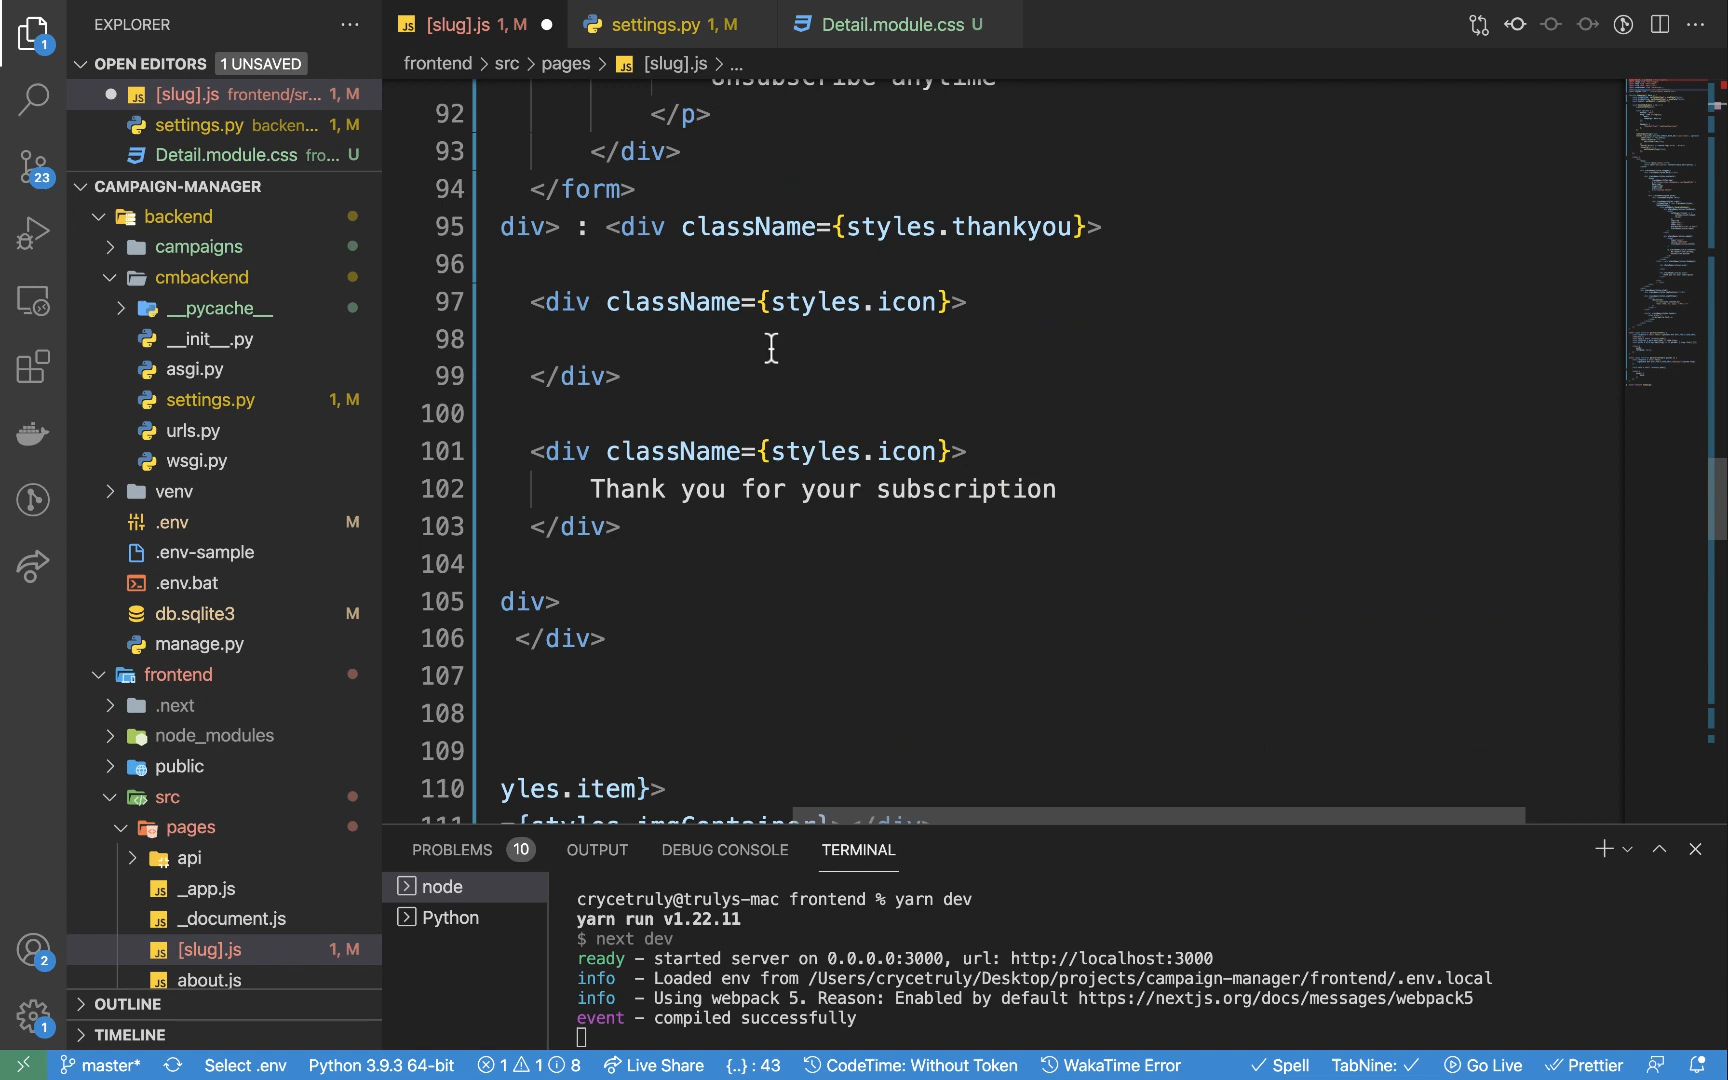 EXPLORER
OPEN EDITORS 1 UNSAVED
[slug].js frontend/sr... 1, M
settings.py backen... 1, M
Detail.module.css fro... U
CAMPAIGN-MANAGER
backend
campaigns
cmbackend
__pycache__
__init__.py
asgi.py
settings.py 1, M
urls.py
wsgi.py
venv
.env M
.env-sample
.env.bat
db.sqlite3 M
manage.py
frontend
.next
node_modules
public
src
pages
api
_app.js
_document.js
[slug].js 1, M
about.js
OUTLINE
TIMELINE
1
23
2
1
[slug].js 1, M
settings.py 1, M
Detail.module.css U
frontend > src > pages > JS [slug].js > ...
Unsubscribe anytime
92 </p>
93 </div>
94 </form>
95 div> : <div className={styles.thankyou}>
96
97 <div className={styles.icon}>
98
99 </div>
100
101 <div className={styles.icon}>
102 Thank you for your subscription
103 </div>
104
105 div>
106 </div>
107
108
109
110 yles.item}>
111 ={styles.imgContainer}></div>
PROBLEMS 10 OUTPUT DEBUG CONSOLE TERMINAL
node
Python
crycetruly@trulys-mac frontend % yarn dev
yarn run v1.22.11
$ next dev
ready - started server on 0.0.0.0:3000, url: http://localhost:3000
info - Loaded env from /Users/crycetruly/Desktop/projects/campaign-manager/frontend/.env.local
info - Using webpack 5. Reason: Enabled by default https://nextjs.org/docs/messages/webpack5
event - compiled successfully
master* Select .env Python 3.9.3 64-bit 1 1 8 Live Share {..} : 43 CodeTime: Without Token WakaTime Error Spell TabNine: ✓ Go Live Prettier